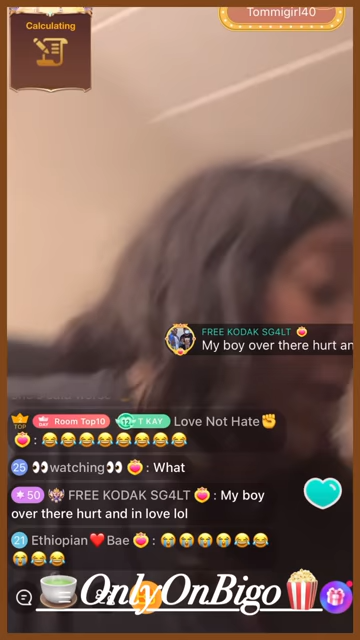 Calculating
Tommigirl40
FREE KODAK SG4LT
My boy over there hurt an
TOP Room Top10 T KAY Love Not Hate✊
: 😂😂😂😂😂😂😂😂
25 👀watching👀 : What
50 FREE KODAK SG4LT : My boy
over there hurt and in love lol
21 Ethiopian❤️Bae : 😭😭😭😭😂😂
😭😂😂
🍵 OnlyOnBigo 🍿